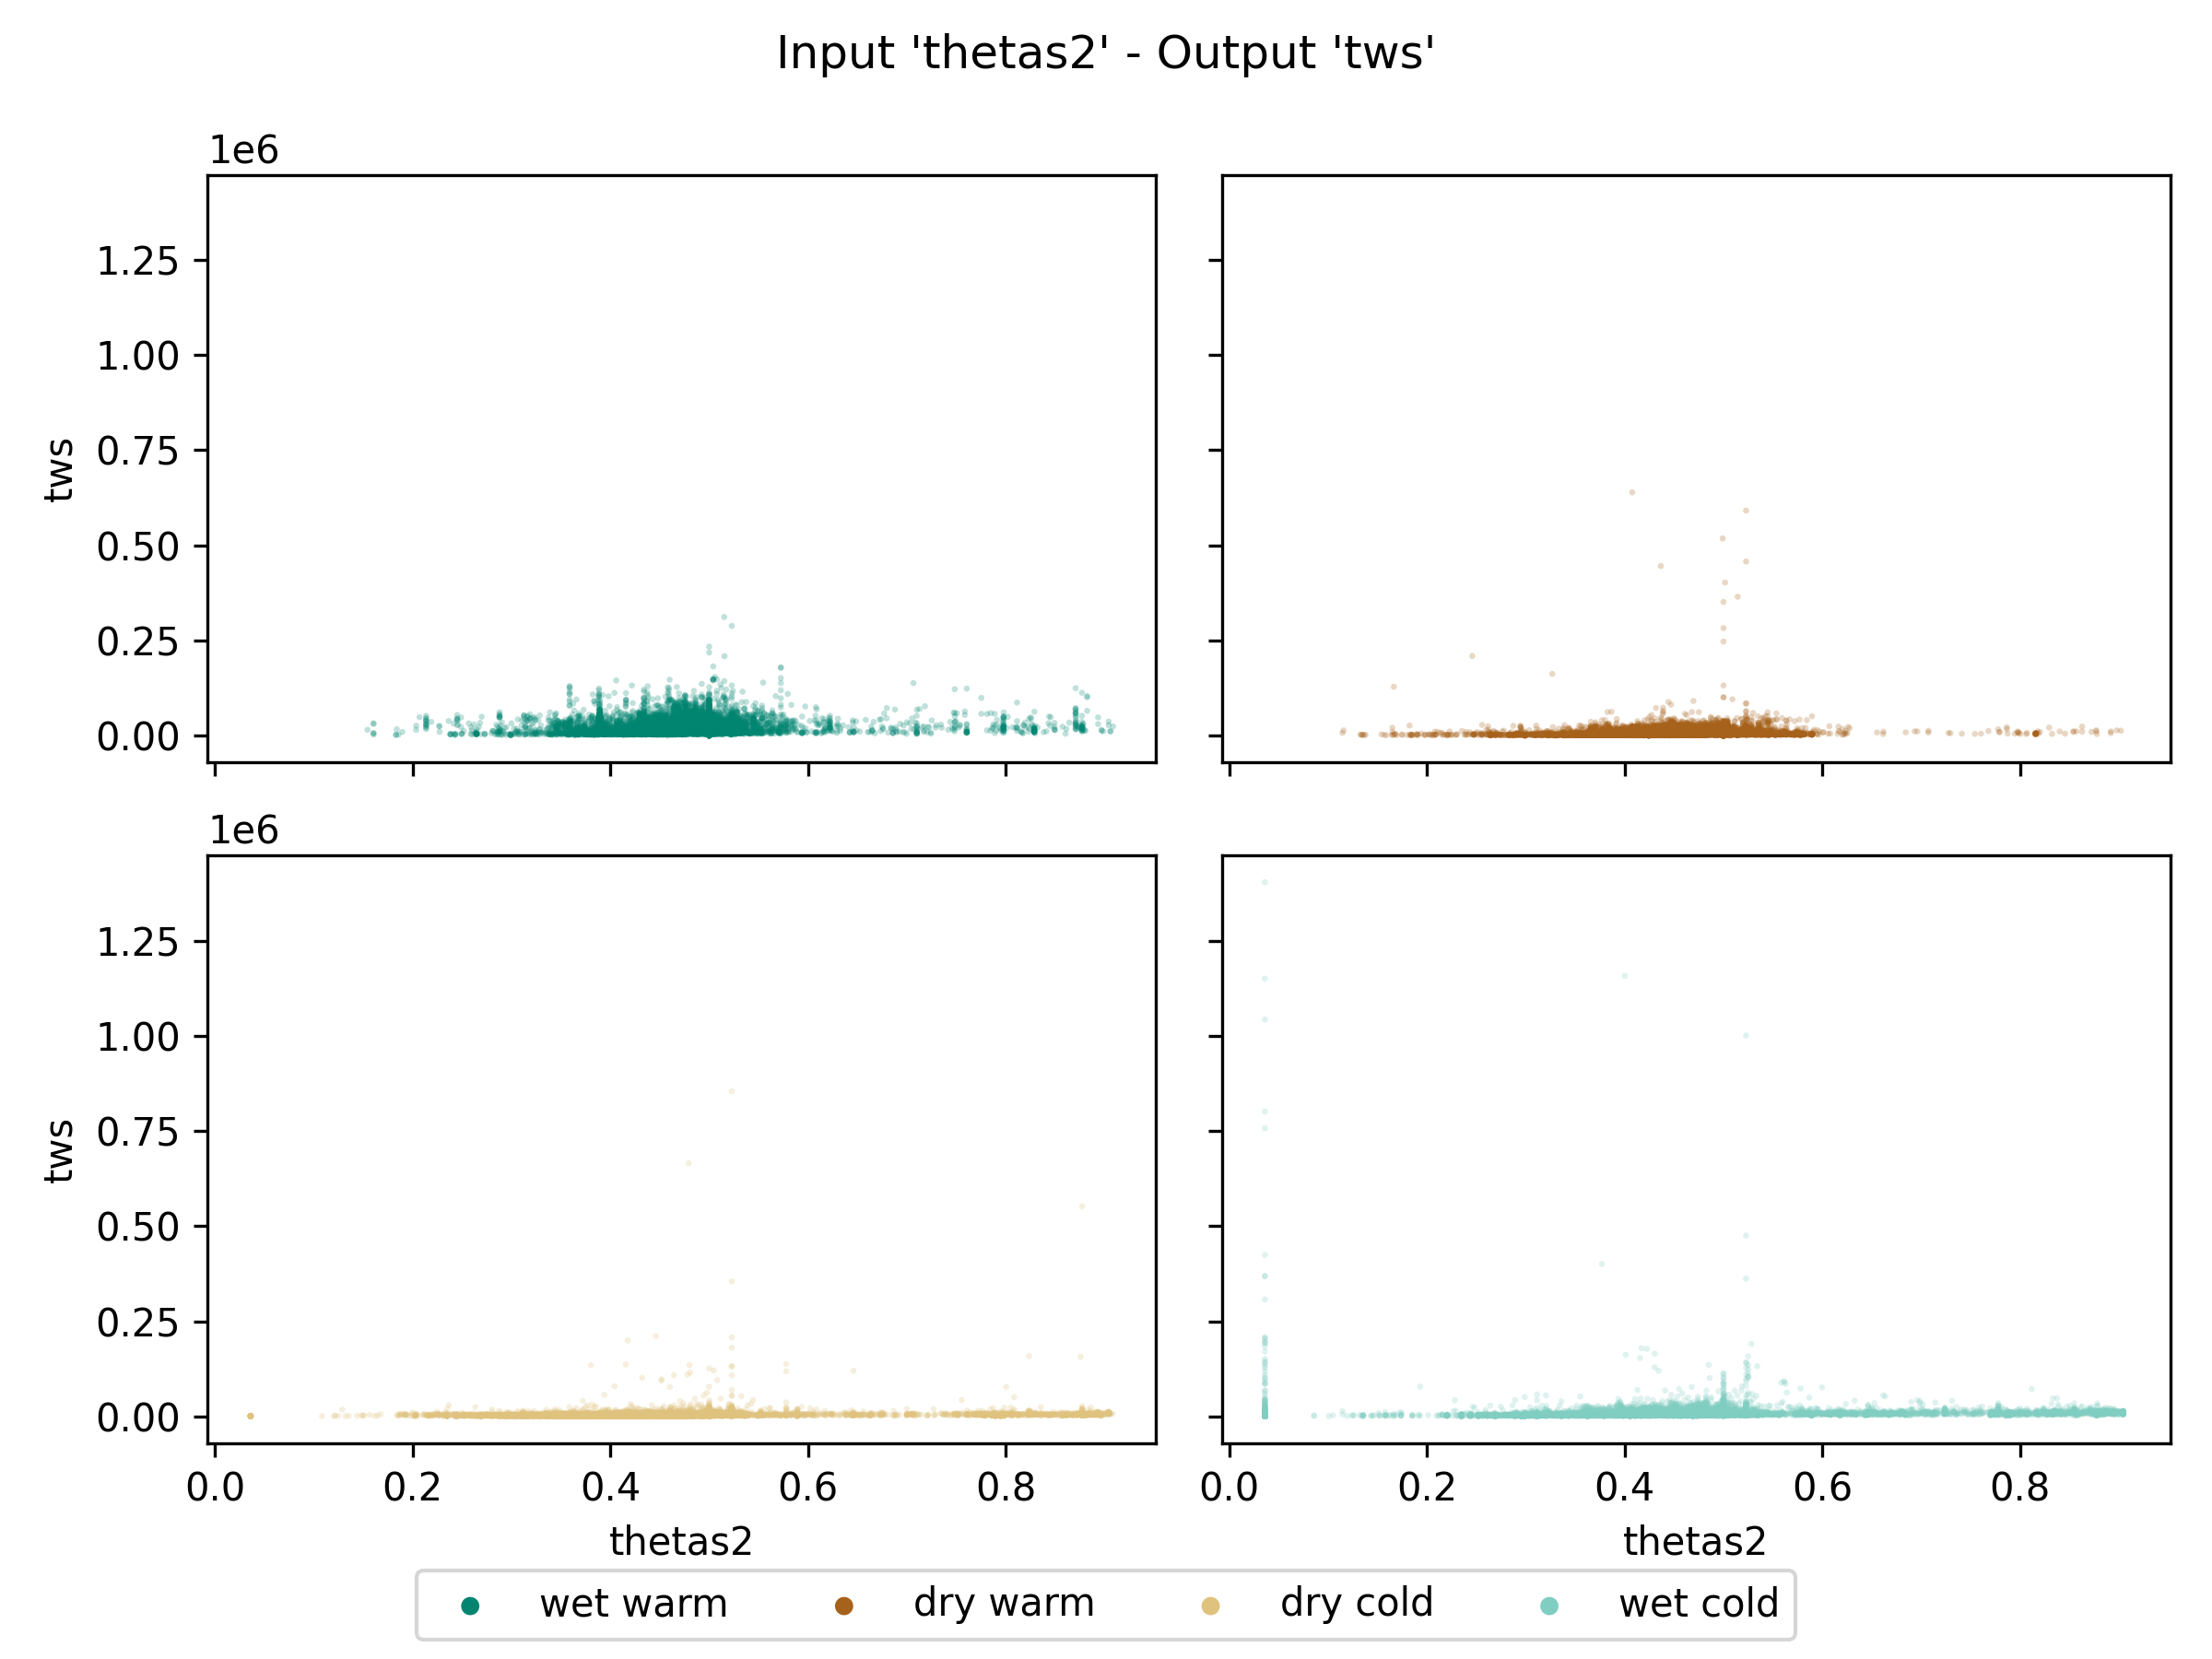 Input 'thetas2' - Output 'tws'
1e6
1.25
1.00
0.75
0.50
0.25
0.00
tws
1e6
1.25
1.00
0.75
0.50
0.25
0.00
tws
0.0 0.2 0.4 0.6 0.8
0.0 0.2 0.4 0.6 0.8
thetas2
thetas2
wet warm dry warm dry cold wet cold